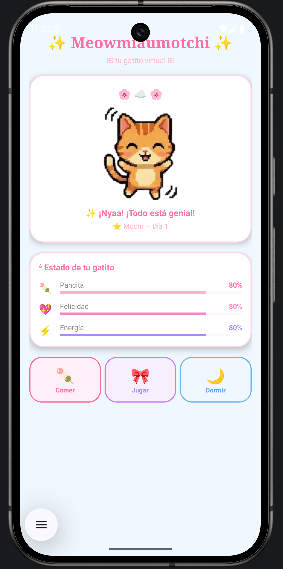 ✨ Meowmiaumotchi ✨
tu gatito virtual
✨ ¡Nyaa! ¡Todo está genial!
⭐ Mochi – Día 1
Estado de tu gatito
Pancita 80%
Felicidad 80%
Energía 80%
Comer Jugar Dormir